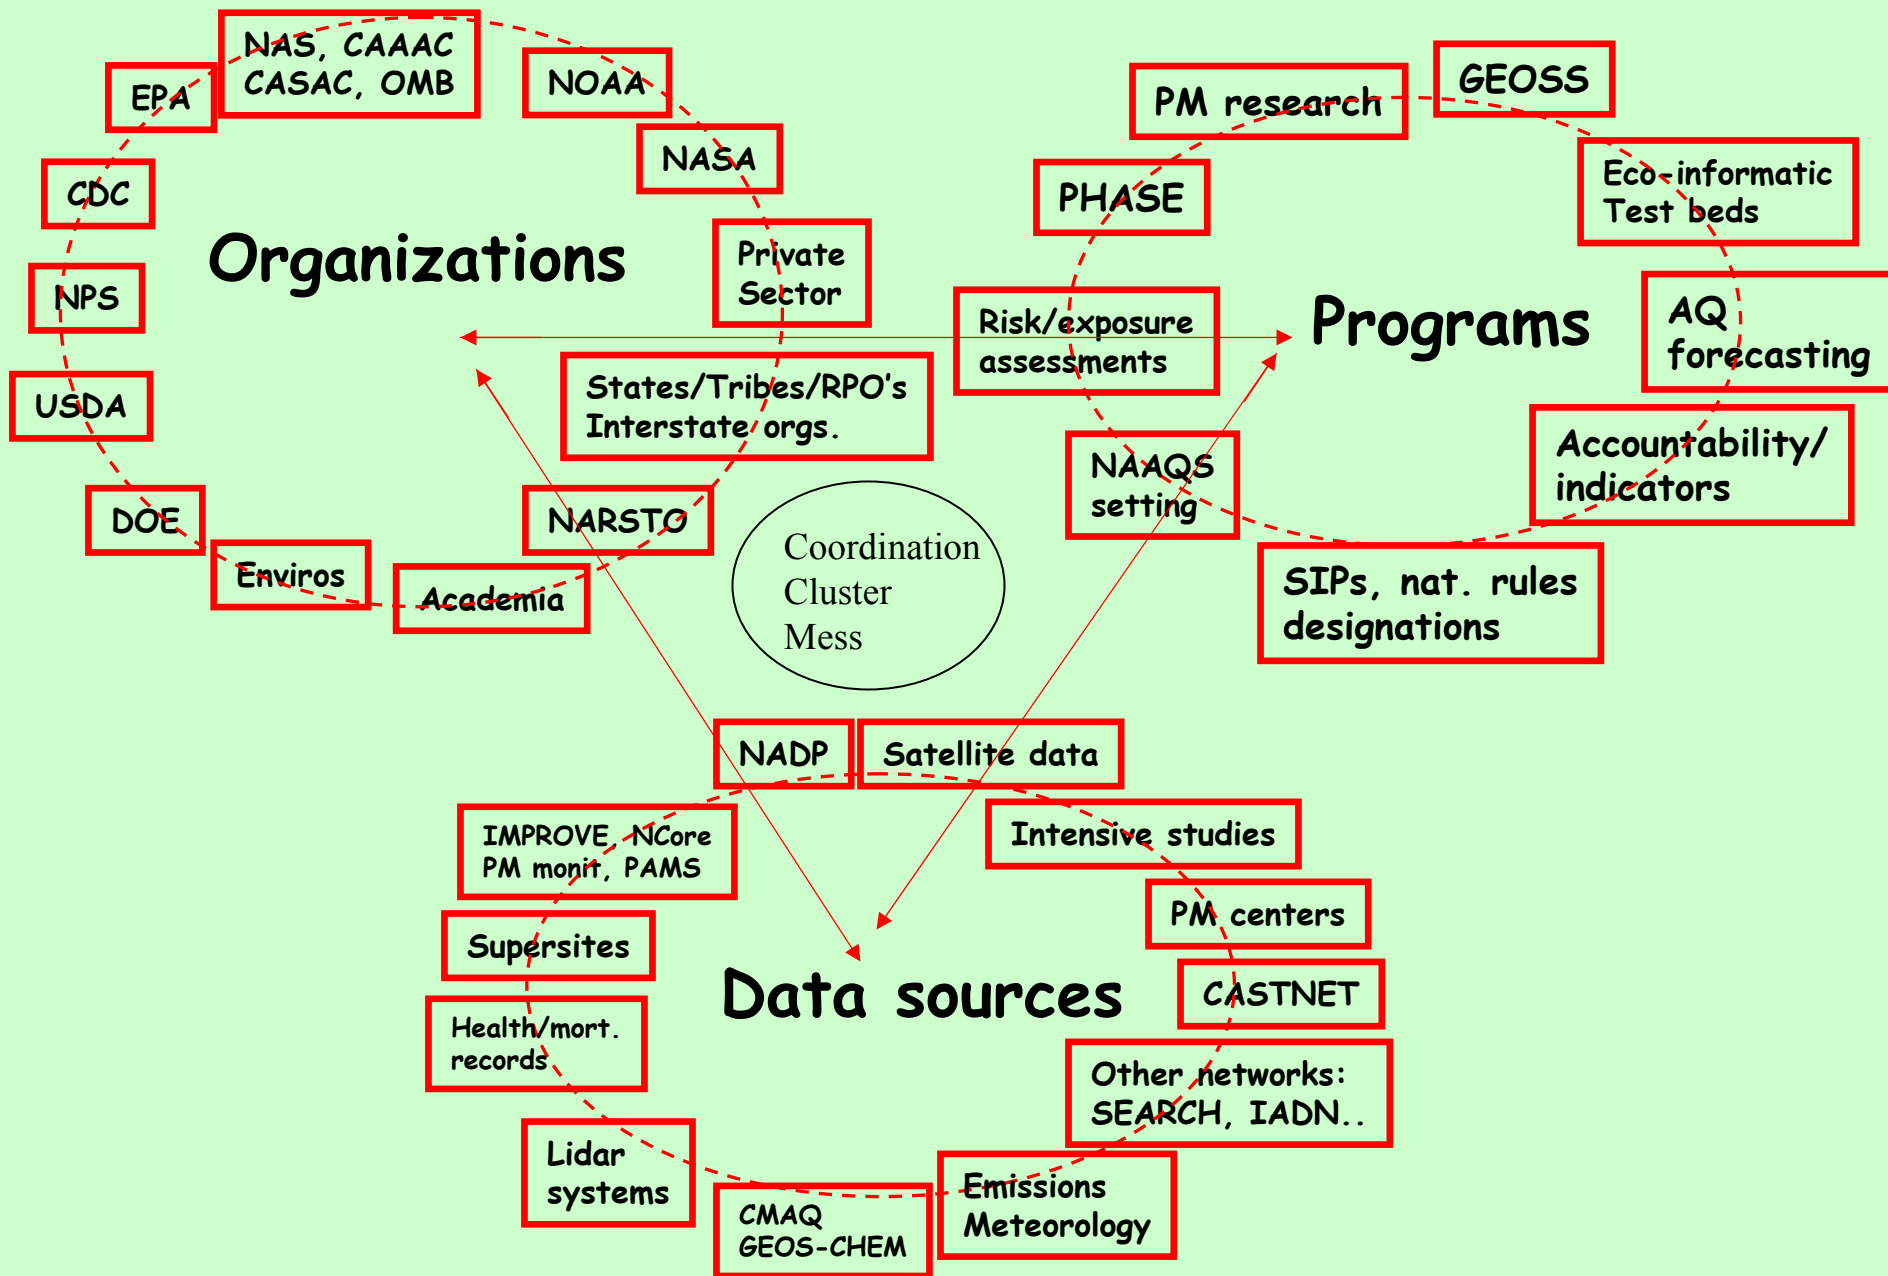 NAS, CAAAC
CASAC, OMB
EPA
NOAA
NASA
CDC
Private
Sector
Organizations
NPS
States/Tribes/RPO's
Interstate orgs.
USDA
NARSTO
DOE
Enviros
Academia
GEOSS
PM research
Eco-informatic
Test beds
PHASE
Programs
AQ
forecasting
Risk/exposure
assessments
Accountability/
indicators
NAAQS
setting
SIPs, nat. rules
designations
Coordination
Cluster
Mess
NADP
Satellite data
IMPROVE, NCore
PM monit, PAMS
Intensive studies
PM centers
Supersites
Data sources
CASTNET
Health/mort.
records
Other networks:
SEARCH, IADN..
Lidar
systems
Emissions
Meteorology
CMAQ
GEOS-CHEM